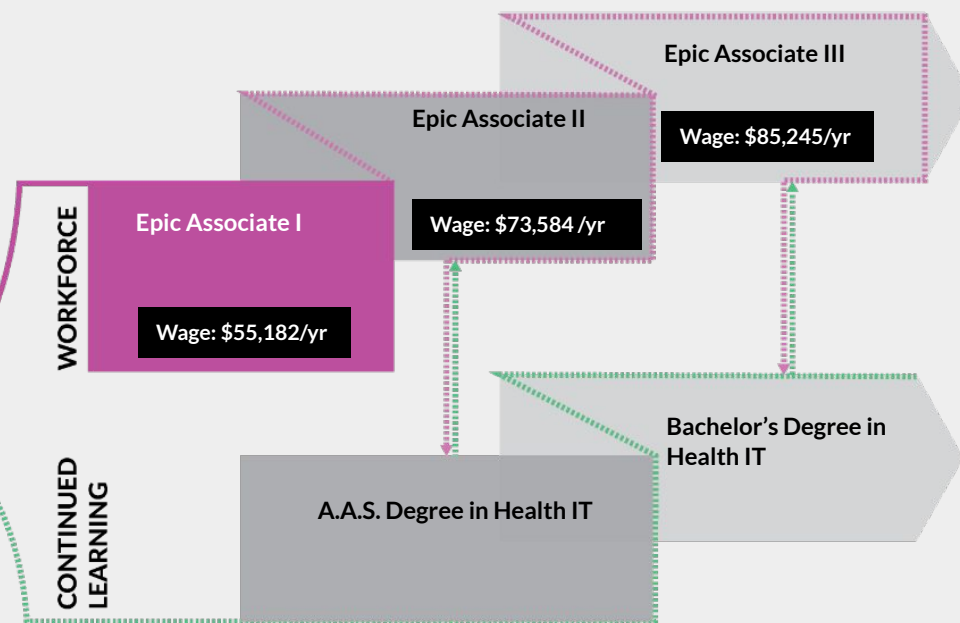 Epic Associate III
Wage: $85,245/yr
Epic Associate II
Wage: $73,584 /yr
WORKFORCE
Epic Associate I
Wage: $55,182/yr
CONTINUED
LEARNING
A.A.S. Degree in Health IT
Bachelor’s Degree in
Health IT